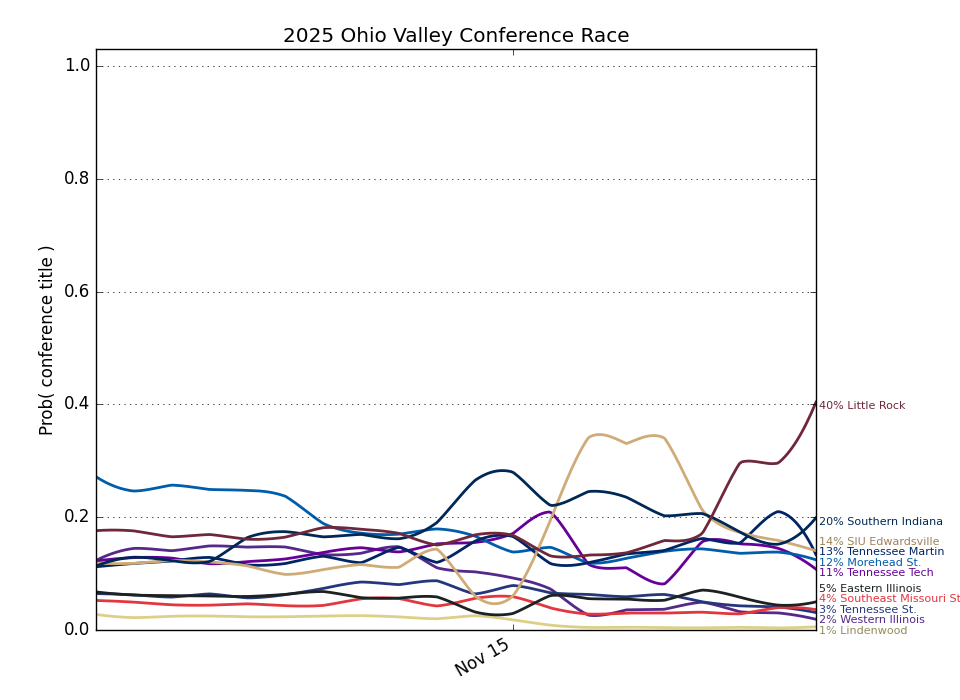 2025 Ohio Valley Conference Race
Prob( conference title )
1.0
0.8
0.6
0.4
0.2
0.0
Nov 15
40% Little Rock
20% Southern Indiana
14% SIU Edwardsville
13% Tennessee Martin
12% Morehead St.
11% Tennessee Tech
5% Eastern Illinois
4% Southeast Missouri St
3% Tennessee St.
2% Western Illinois
1% Lindenwood